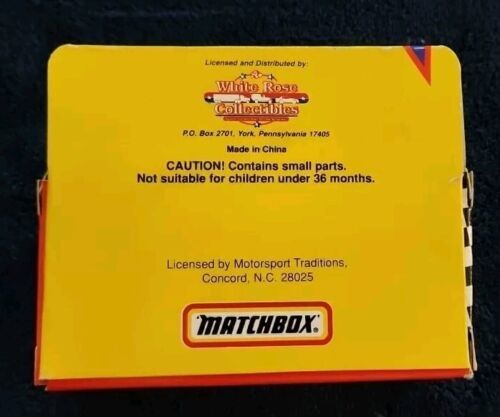 Licensed and Distributed by:
White Rose
Collectibles
P.O. Box 2701, York, Pennsylvania 17405
Made in China
CAUTION! Contains small parts.
Not suitable for children under 36 months.
Licensed by Motorsport Traditions,
Concord, N.C. 28025
"MATCHBOX"®